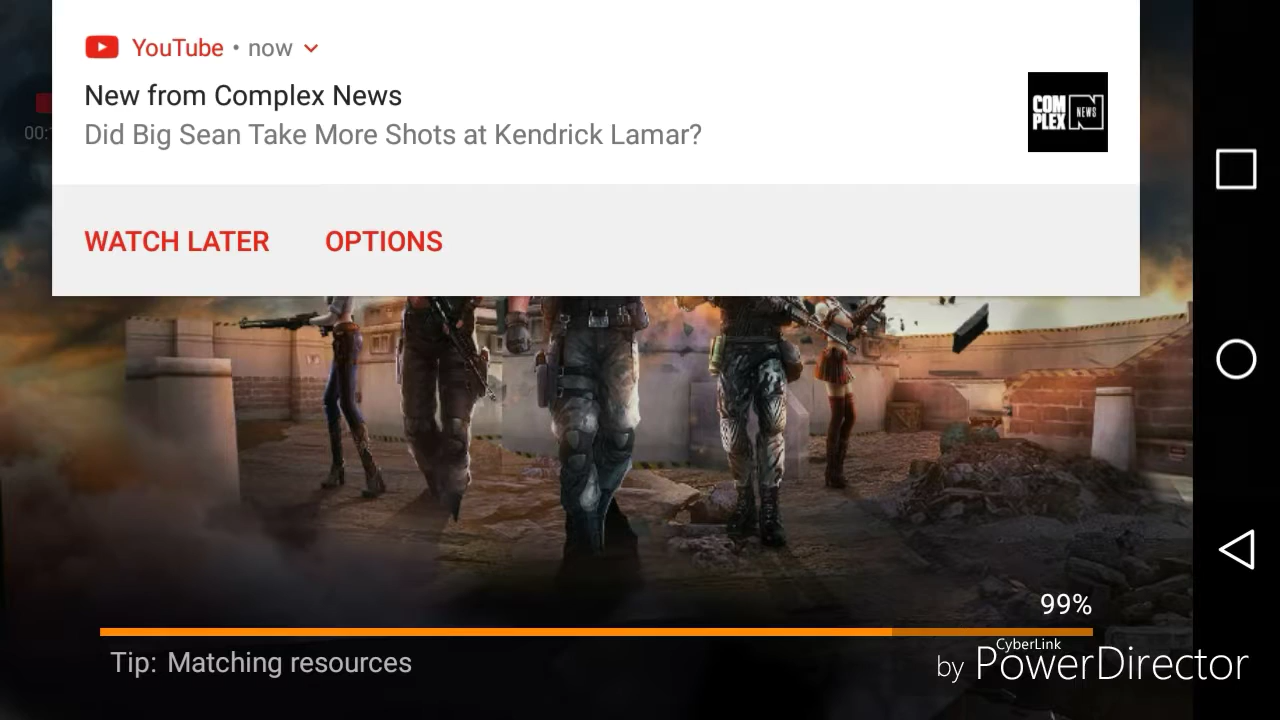 YouTube • now
New from Complex News
Did Big Sean Take More Shots at Kendrick Lamar?
COM
PLEX
NEWS
00:
WATCH LATER OPTIONS
99%
Tip: Matching resources
CyberLink
by PowerDirector